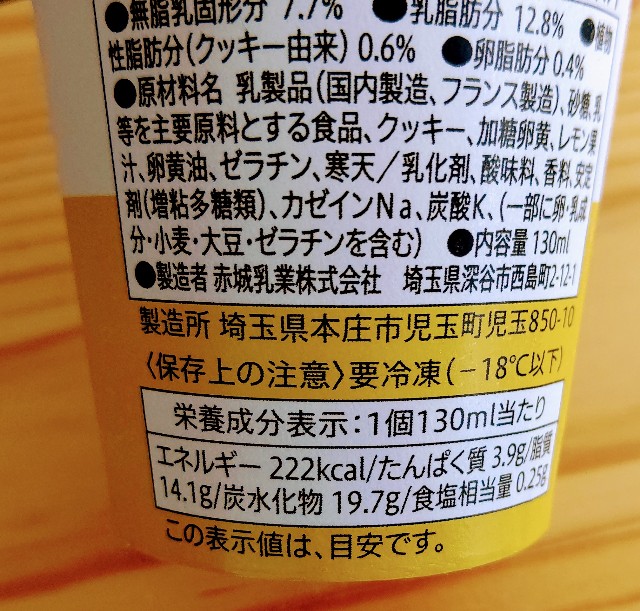 ●無脂乳固形分 7.7% ●乳脂肪分 12.8% ●植物
性脂肪分(クッキー由来) 0.6% ●卵脂肪分 0.4%
●原材料名 乳製品(国内製造、フランス製造)、砂糖、乳
等を主要原料とする食品、クッキー、加糖卵黄、レモン果
汁、卵黄油、ゼラチン、寒天/乳化剤、酸味料、香料、安定
剤(増粘多糖類)、カゼインNa、炭酸K、(一部に卵・乳成
分・小麦・大豆・ゼラチンを含む) ●内容量 130ml
●製造者 赤城乳業株式会社 埼玉県深谷市西島町2-12-1
製造所 埼玉県本庄市児玉町児玉850-10
〈保存上の注意〉要冷凍(-18℃以下)
栄養成分表示:1個130ml当たり
エネルギー 222kcal/たんぱく質 3.9g/脂質
14.1g/炭水化物 19.7g/食塩相当量 0.25g
この表示値は、目安です。